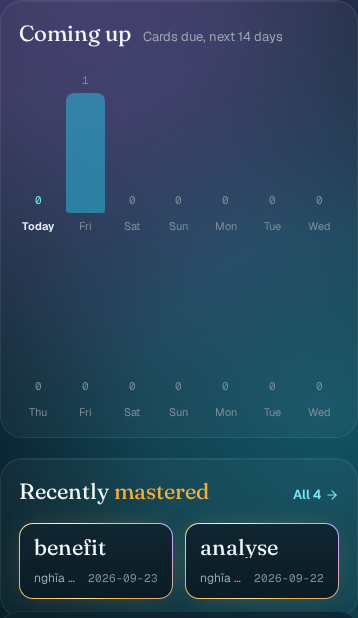 Coming up Cards due, next 14 days
1
0 0 0 0 0 0
Today Fri Sat Sun Mon Tue Wed
0 0 0 0 0 0 0
Thu Fri Sat Sun Mon Tue Wed
Recently mastered All 4 →
benefit analyse
nghĩa … 2026-09-23 nghĩa … 2026-09-22